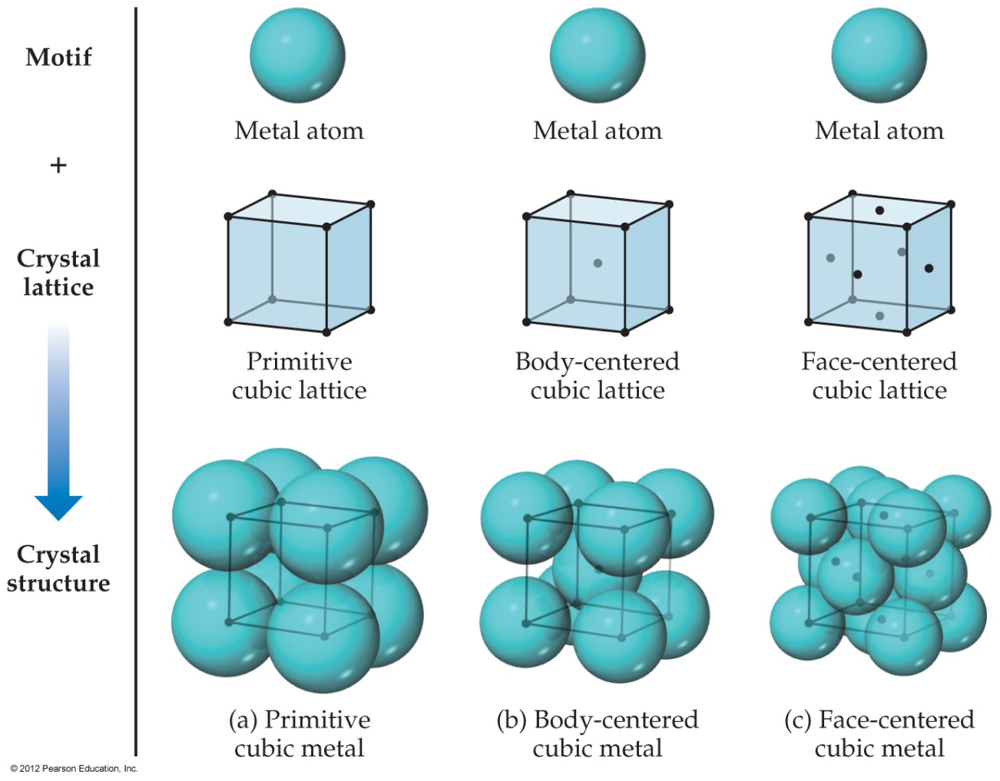 Motif
Metal atom
Metal atom
Metal atom
+
Crystal
lattice
Primitive
cubic lattice
Body-centered
cubic lattice
Face-centered
cubic lattice
Crystal
structure
(a) Primitive
cubic metal
(b) Body-centered
cubic metal
(c) Face-centered
cubic metal
© 2012 Pearson Education, Inc.